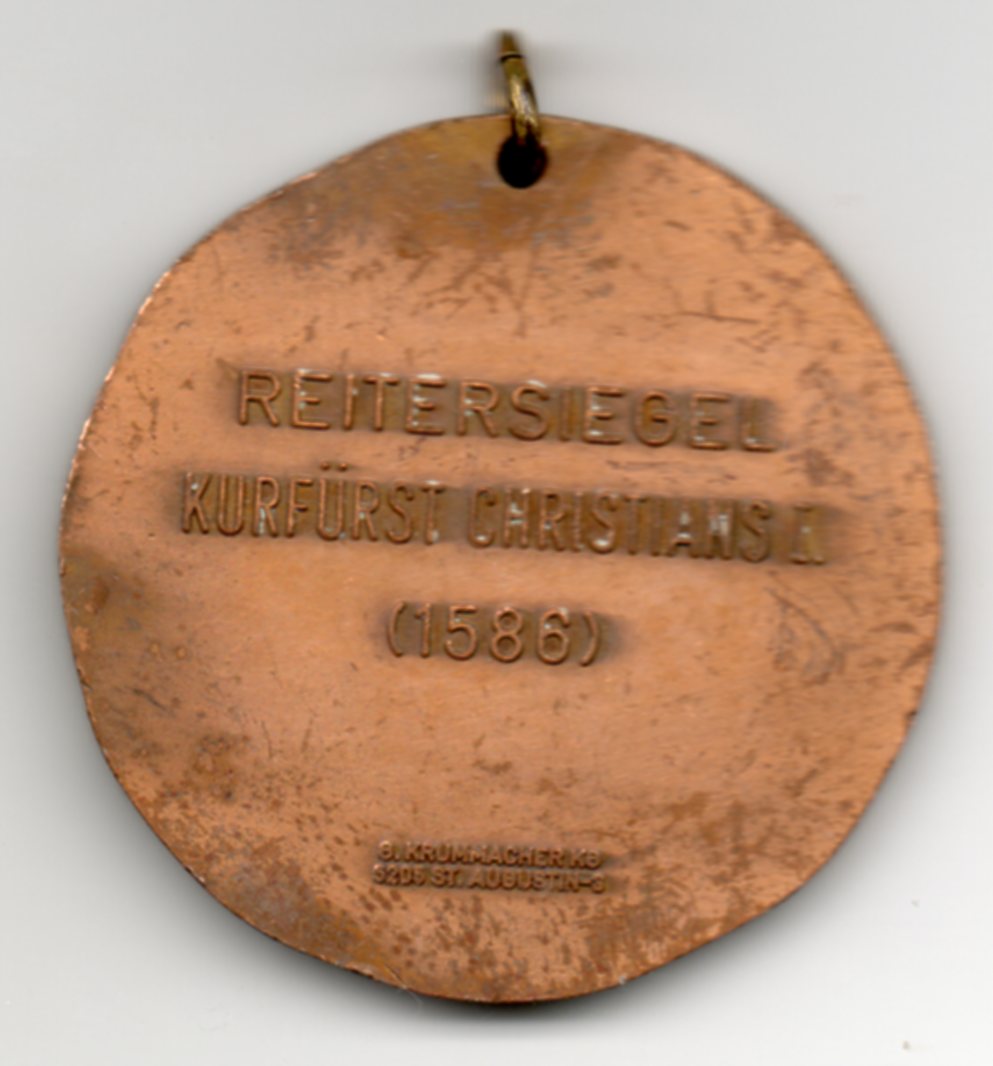 REITERSIEGEL
KURFÜRST CHRISTIANS I.
(1586)
G. KRUMMACHER KG
5205 ST. AUGUSTIN-3